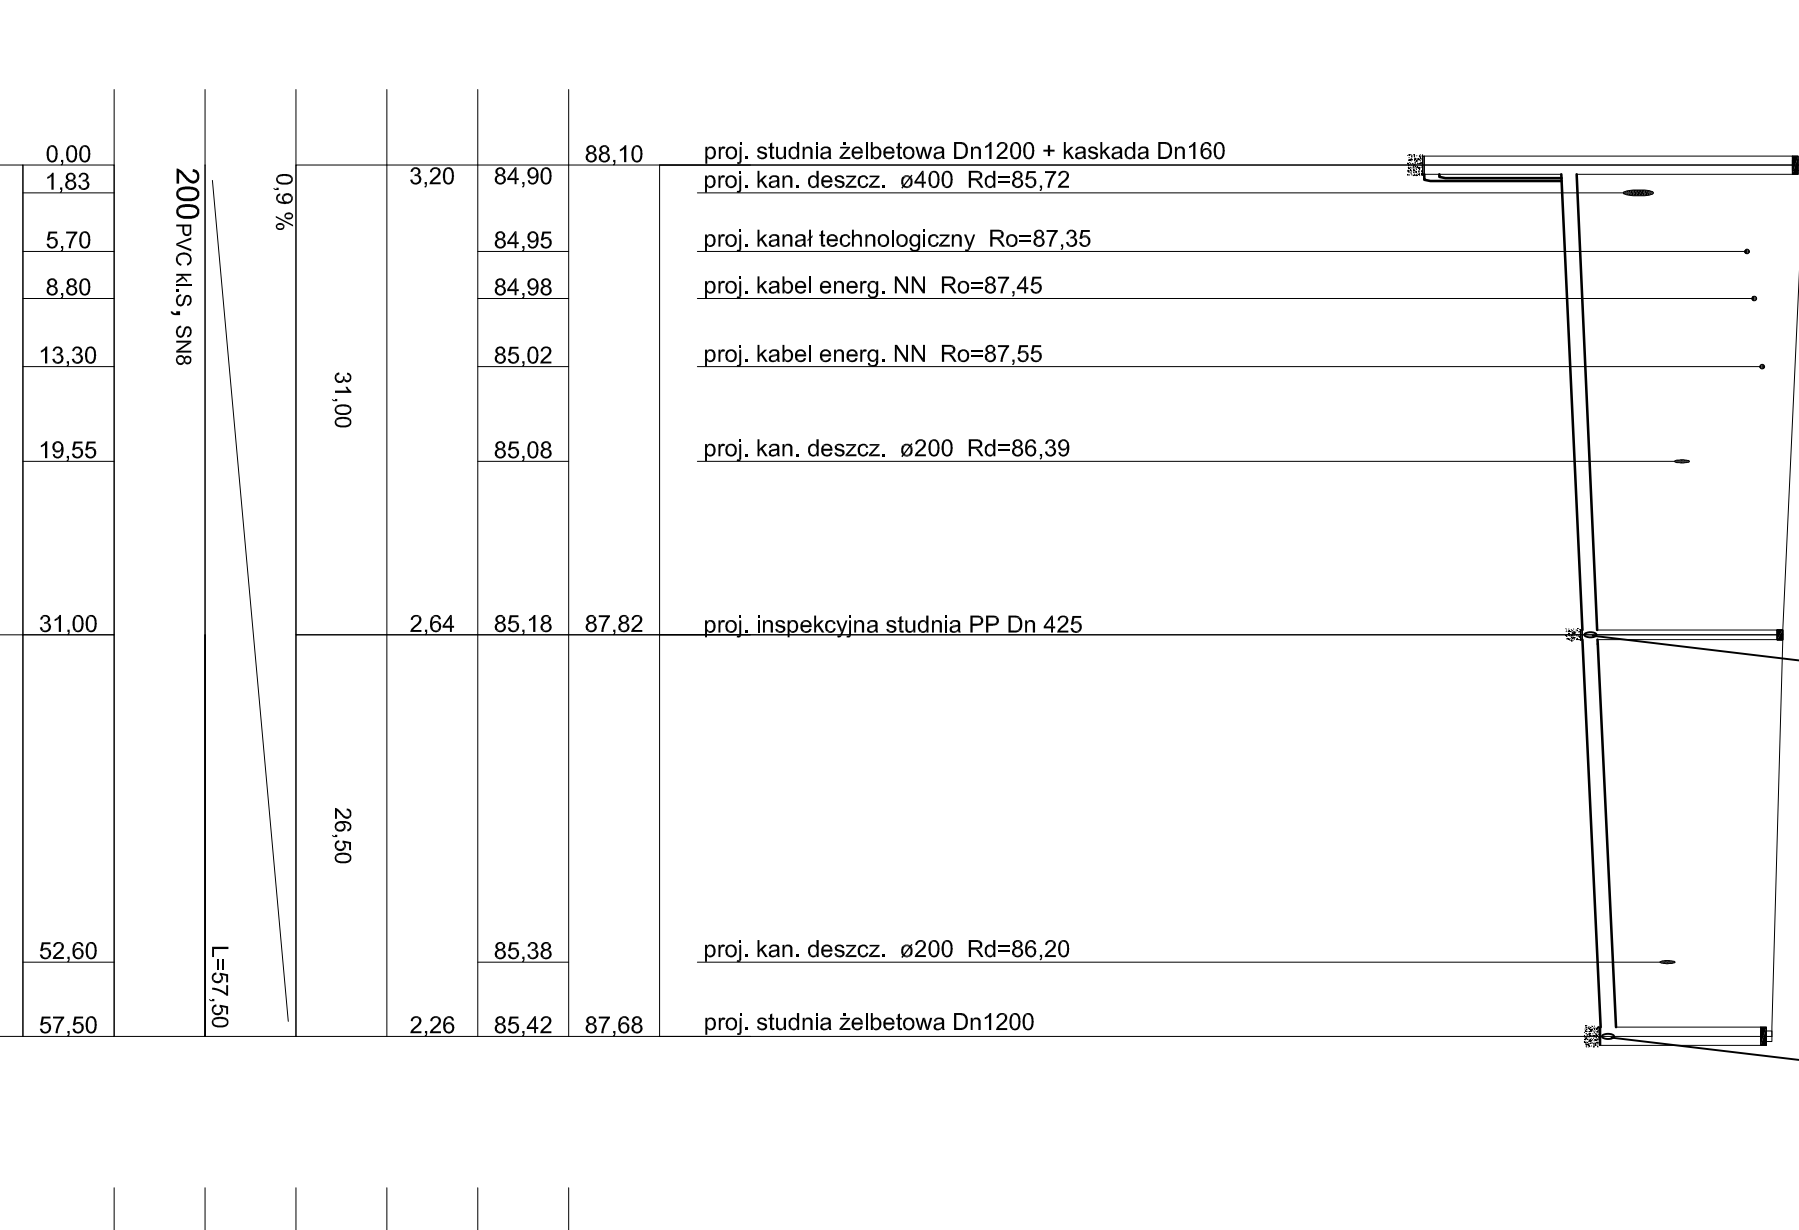 0,00 88,10 proj. studnia żelbetowa Dn1200 + kaskada Dn160
1,83 3,20 84,90 proj. kan. deszcz. ø400 Rd=85,72
200 PVC kl.S, SN8
0,9 %
5,70 84,95 proj. kanał technologiczny Ro=87,35
8,80 84,98 proj. kabel energ. NN Ro=87,45
13,30 85,02 proj. kabel energ. NN Ro=87,55
31,00
19,55 85,08 proj. kan. deszcz. ø200 Rd=86,39
31,00 2,64 85,18 87,82 proj. inspekcyjna studnia PP Dn 425
26,50
52,60 85,38 proj. kan. deszcz. ø200 Rd=86,20
L=57,50
57,50 2,26 85,42 87,68 proj. studnia żelbetowa Dn1200